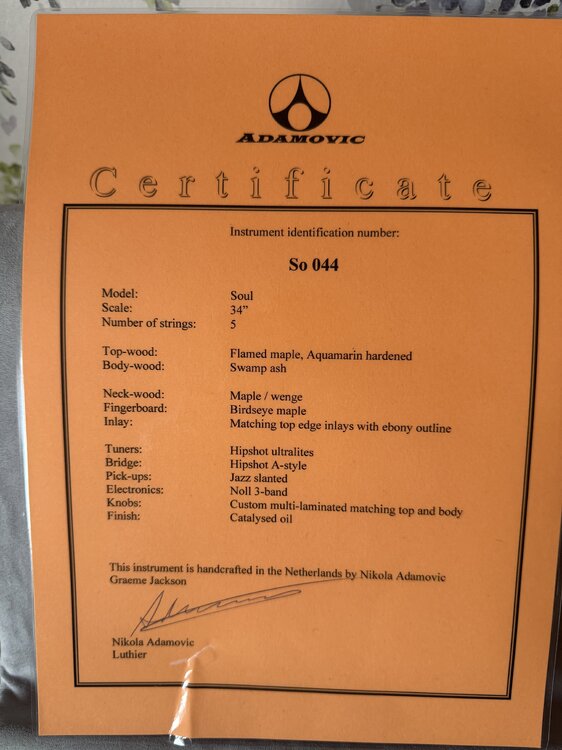 ADAMOVIC
Certificate
Instrument identification number:
So 044
Model: Soul
Scale: 34”
Number of strings: 5
Top-wood: Flamed maple, Aquamarin hardened
Body-wood: Swamp ash
Neck-wood: Maple / wenge
Fingerboard: Birdseye maple
Inlay: Matching top edge inlays with ebony outline
Tuners: Hipshot ultralites
Bridge: Hipshot A-style
Pick-ups: Jazz slanted
Electronics: Noll 3-band
Knobs: Custom multi-laminated matching top and body
Finish: Catalysed oil
This instrument is handcrafted in the Netherlands by Nikola Adamovic
Graeme Jackson
Nikola Adamovic
Luthier